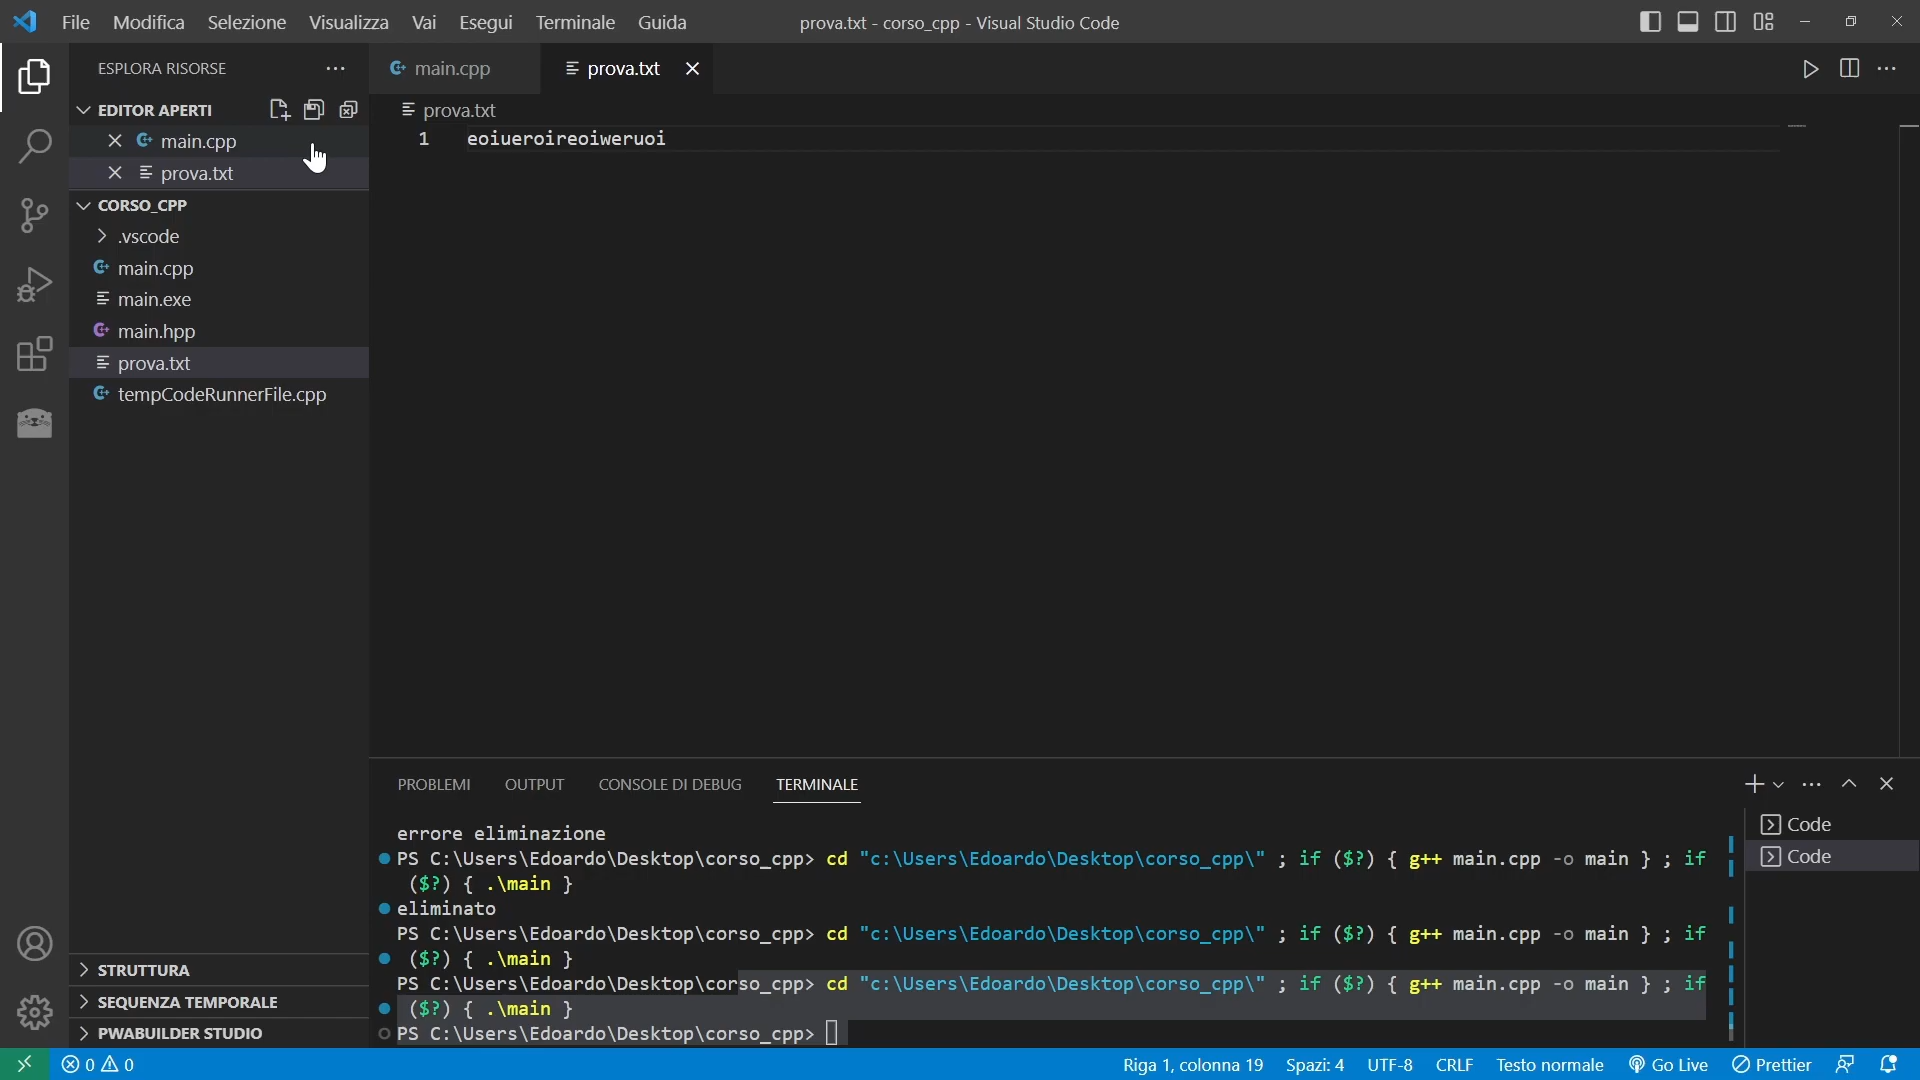 File Modifica Selezione Visualizza Vai Esegui Terminale Guida prova.txt - corso_cpp - Visual Studio Code
ESPLORA RISORSE
main.cpp prova.txt
EDITOR APERTI
main.cpp
prova.txt
CORSO_CPP
.vscode
main.cpp
main.exe
main.hpp
prova.txt
tempCodeRunnerFile.cpp
STRUTTURA
SEQUENZA TEMPORALE
PWABUILDER STUDIO
prova.txt
1 eoiueroireoiweruoi
PROBLEMI OUTPUT CONSOLE DI DEBUG TERMINALE
errore eliminazione
PS C:\Users\Edoardo\Desktop\corso_cpp> cd "c:\Users\Edoardo\Desktop\corso_cpp\" ; if ($?) { g++ main.cpp -o main } ; if
($?) { .\main }
eliminato
PS C:\Users\Edoardo\Desktop\corso_cpp> cd "c:\Users\Edoardo\Desktop\corso_cpp\" ; if ($?) { g++ main.cpp -o main } ; if
($?) { .\main }
PS C:\Users\Edoardo\Desktop\corso_cpp> cd "c:\Users\Edoardo\Desktop\corso_cpp\" ; if ($?) { g++ main.cpp -o main } ; if
($?) { .\main }
PS C:\Users\Edoardo\Desktop\corso_cpp>
Code
Code
0 0 Riga 1, colonna 19 Spazi: 4 UTF-8 CRLF Testo normale Go Live Prettier